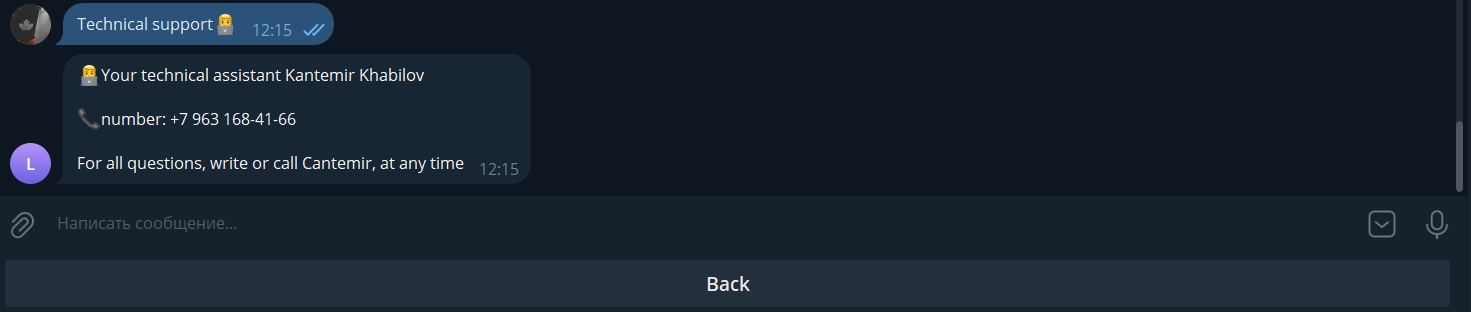 Technical support👨‍💻 12:15
👨‍💻Your technical assistant Kantemir Khabilov
📞number: +7 963 168-41-66
L
For all questions, write or call Cantemir, at any time 12:15
Написать сообщение...
Back